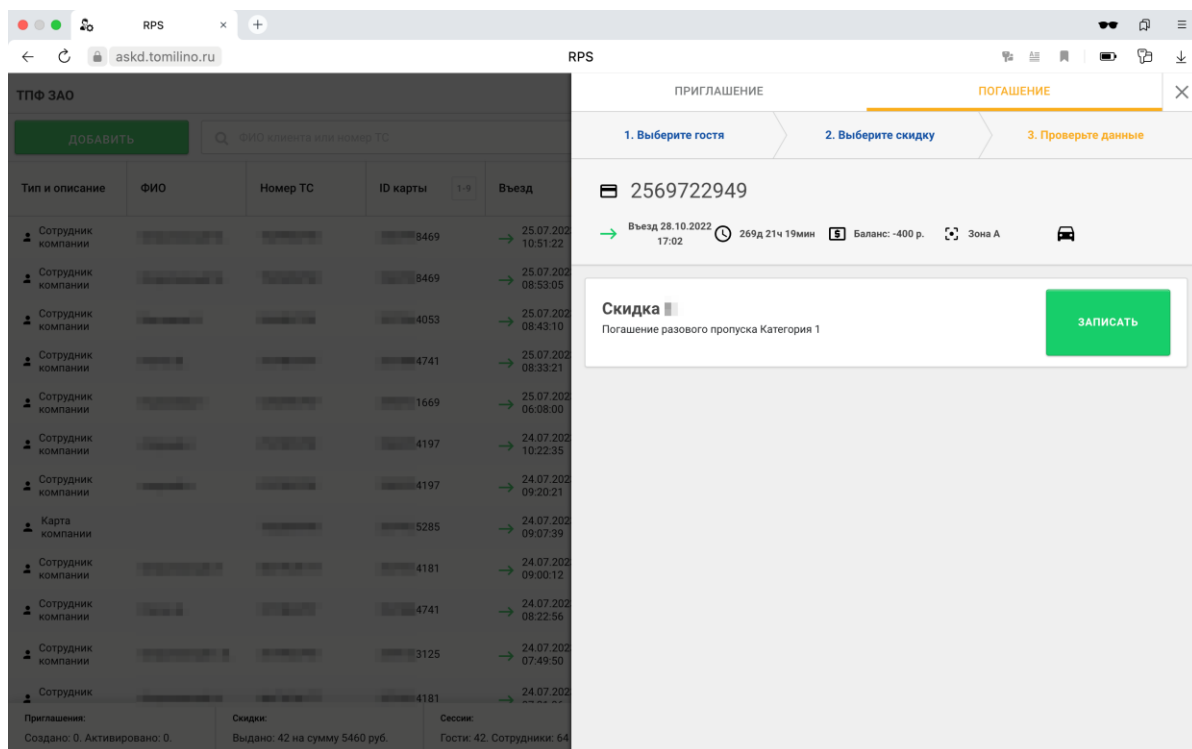 RPS
askd.tomilino.ru
RPS
ТПФ ЗАО
ПРИГЛАШЕНИЕ
ПОГАШЕНИЕ
ДОБАВИТЬ
ФИО клиента или номер ТС
1. Выберите гостя
2. Выберите скидку
3. Проверьте данные
Тип и описание
ФИО
Номер ТС
ID карты
1-9
Въезд
2569722949
Въезд 28.10.2022
17:02
269д 21ч 19мин
Баланс: -400 р.
Зона А
Скидка
Погашение разового пропуска Категория 1
ЗАПИСАТЬ
Сотрудник
компании
8469
25.07.202
10:51:22
Сотрудник
компании
8469
25.07.202
08:53:05
Сотрудник
компании
4053
25.07.202
08:43:10
Сотрудник
компании
4741
25.07.202
08:33:21
Сотрудник
компании
1669
25.07.202
06:08:00
Сотрудник
компании
4197
24.07.202
10:22:35
Сотрудник
компании
4197
24.07.202
09:20:21
Карта
компании
5285
24.07.202
09:07:39
Сотрудник
компании
4181
24.07.202
09:00:12
Сотрудник
компании
4741
24.07.202
08:22:56
Сотрудник
компании
3125
24.07.202
07:49:50
Сотрудник
4181
24.07.202
Приглашения:
Скидки:
Сессии:
Создано: 0. Активировано: 0.
Выдано: 42 на сумму 5460 руб.
Гости: 42. Сотрудники: 64